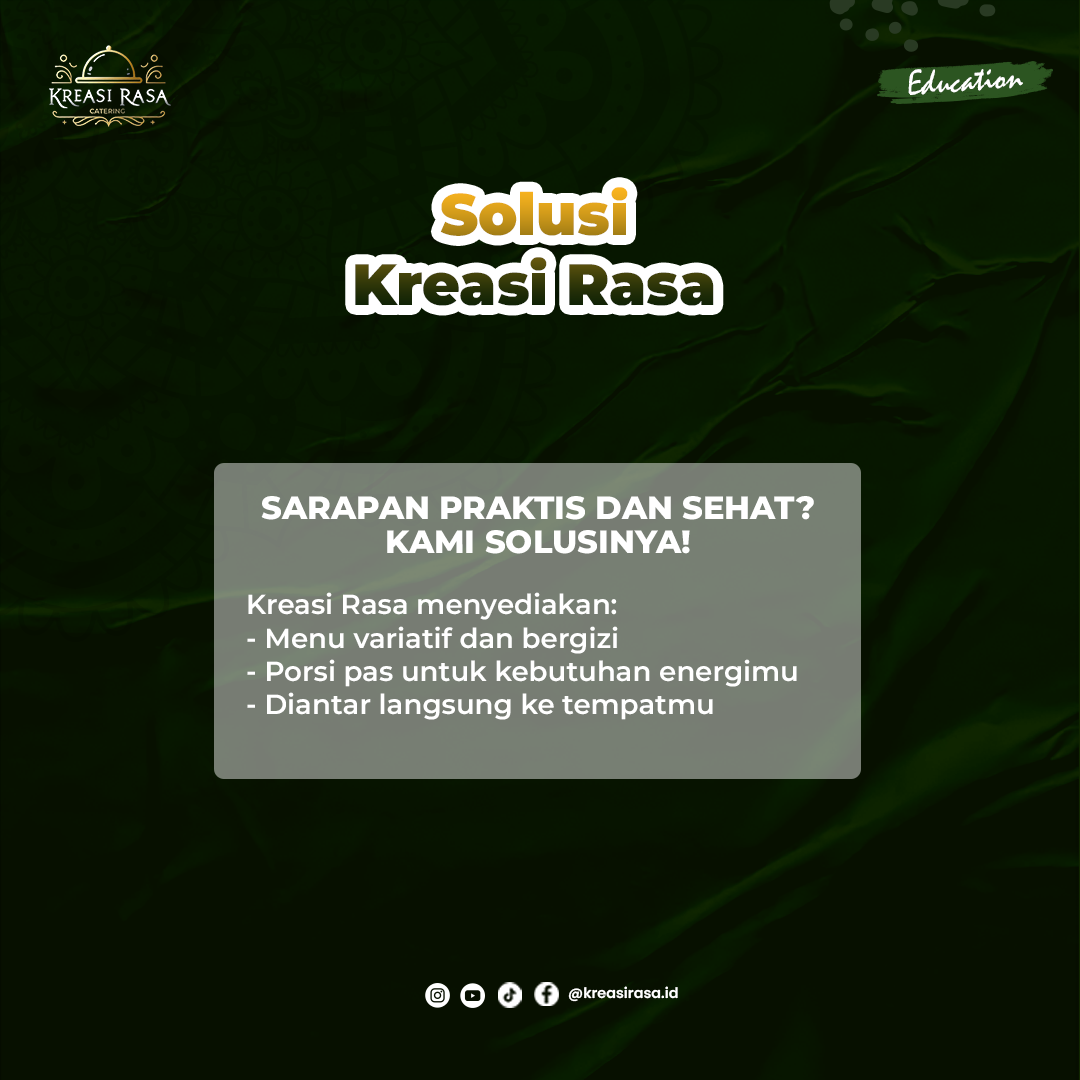 KREASI RASA
CATERING
Education
Solusi
Kreasi Rasa
SARAPAN PRAKTIS DAN SEHAT?
KAMI SOLUSINYA!
Kreasi Rasa menyediakan:
- Menu variatif dan bergizi
- Porsi pas untuk kebutuhan energimu
- Diantar langsung ke tempatmu
@kreasirasa.id